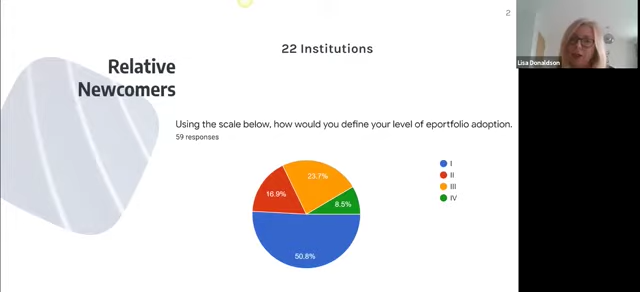 2
22 Institutions
Lisa Donaldson
Relative
Newcomers
Using the scale below, how would you define your level of eportfolio adoption.
59 responses
23.7%
16.9%
8.5%
50.8%
I
II
III
IV